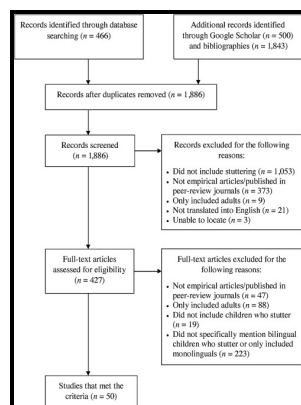 Records identified through database
searching (n = 466)
Additional records identified
through Google Scholar (n = 500)
and bibliographies (n = 1,843)
Records after duplicates removed (n = 1,886)
Records screened
(n = 1,886)
Records excluded for the following
reasons:
• Did not include stuttering (n = 1,053)
• Not empirical articles/published in
peer-review journals (n = 373)
• Only included adults (n = 9)
• Not translated into English (n = 21)
• Unable to locate (n = 3)
Full-text articles
assessed for eligibility
(n = 427)
Full-text articles excluded for the
following reasons:
• Not empirical articles/published in
peer-review journals (n = 47)
• Only included adults (n = 88)
• Did not include children who stutter
(n = 19)
• Did not specifically mention bilingual
children who stutter or only included
monolinguals (n = 223)
Studies that met the
criteria (n = 50)